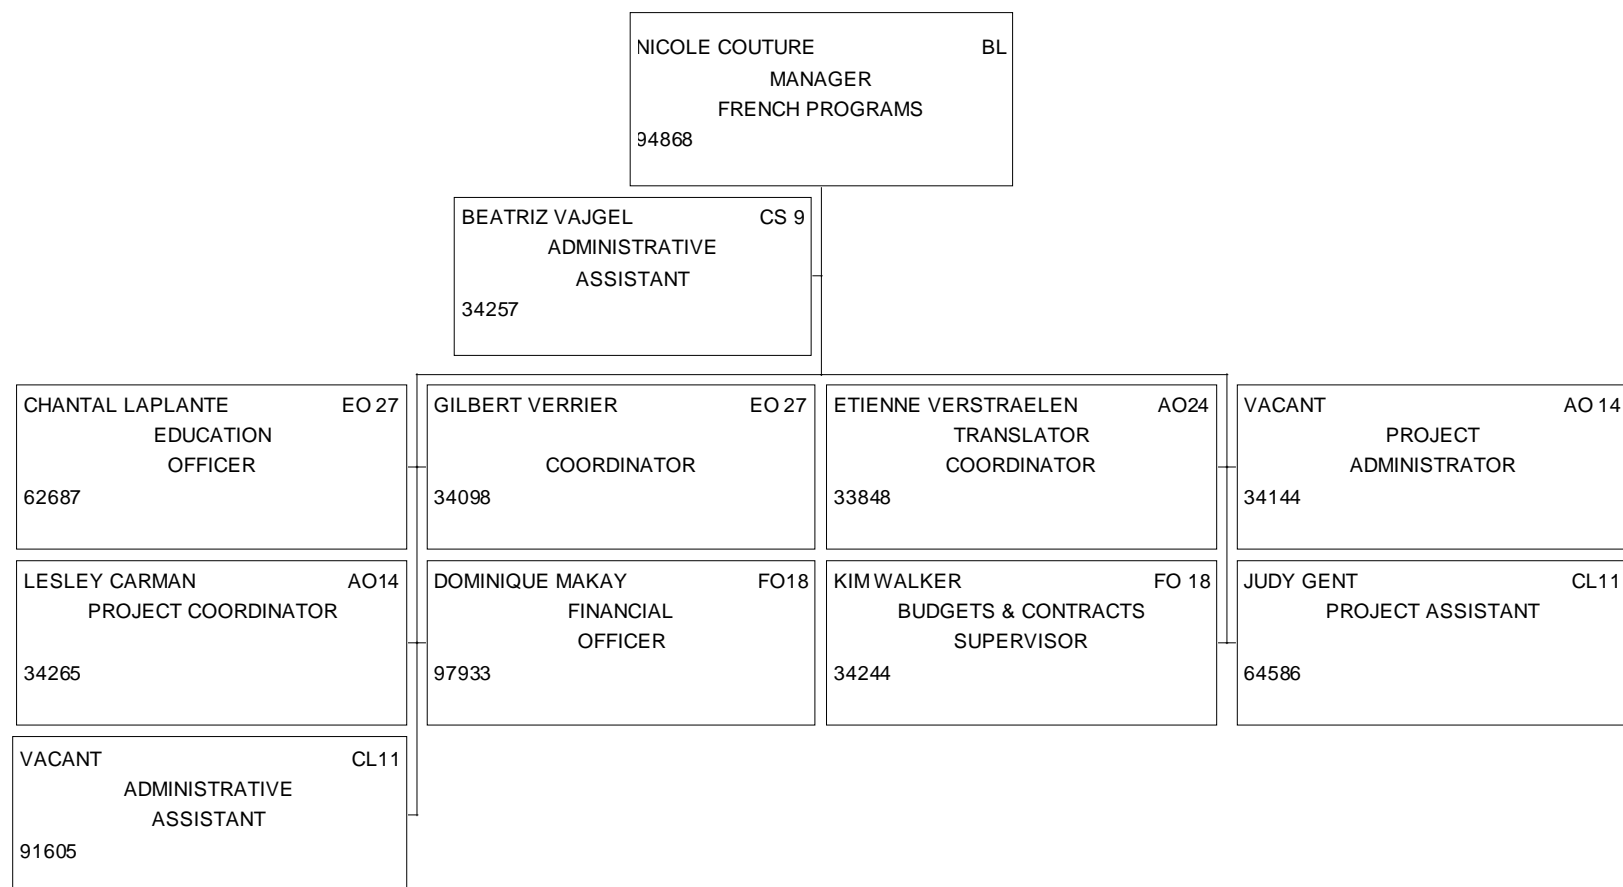 NICOLE COUTURE BL
MANAGER
FRENCH PROGRAMS
94868
BEATRIZ VAJGEL CS 9
ADMINISTRATIVE
ASSISTANT
34257
CHANTAL LAPLANTE EO 27
EDUCATION
OFFICER
62687
GILBERT VERRIER EO 27
COORDINATOR
34098
ETIENNE VERSTRAELEN AO24
TRANSLATOR
COORDINATOR
33848
VACANT AO 14
PROJECT
ADMINISTRATOR
34144
LESLEY CARMAN AO14
PROJECT COORDINATOR
34265
DOMINIQUE MAKAY FO18
FINANCIAL
OFFICER
97933
KIM WALKER FO 18
BUDGETS & CONTRACTS
SUPERVISOR
34244
JUDY GENT CL11
PROJECT ASSISTANT
64586
VACANT CL11
ADMINISTRATIVE
ASSISTANT
91605